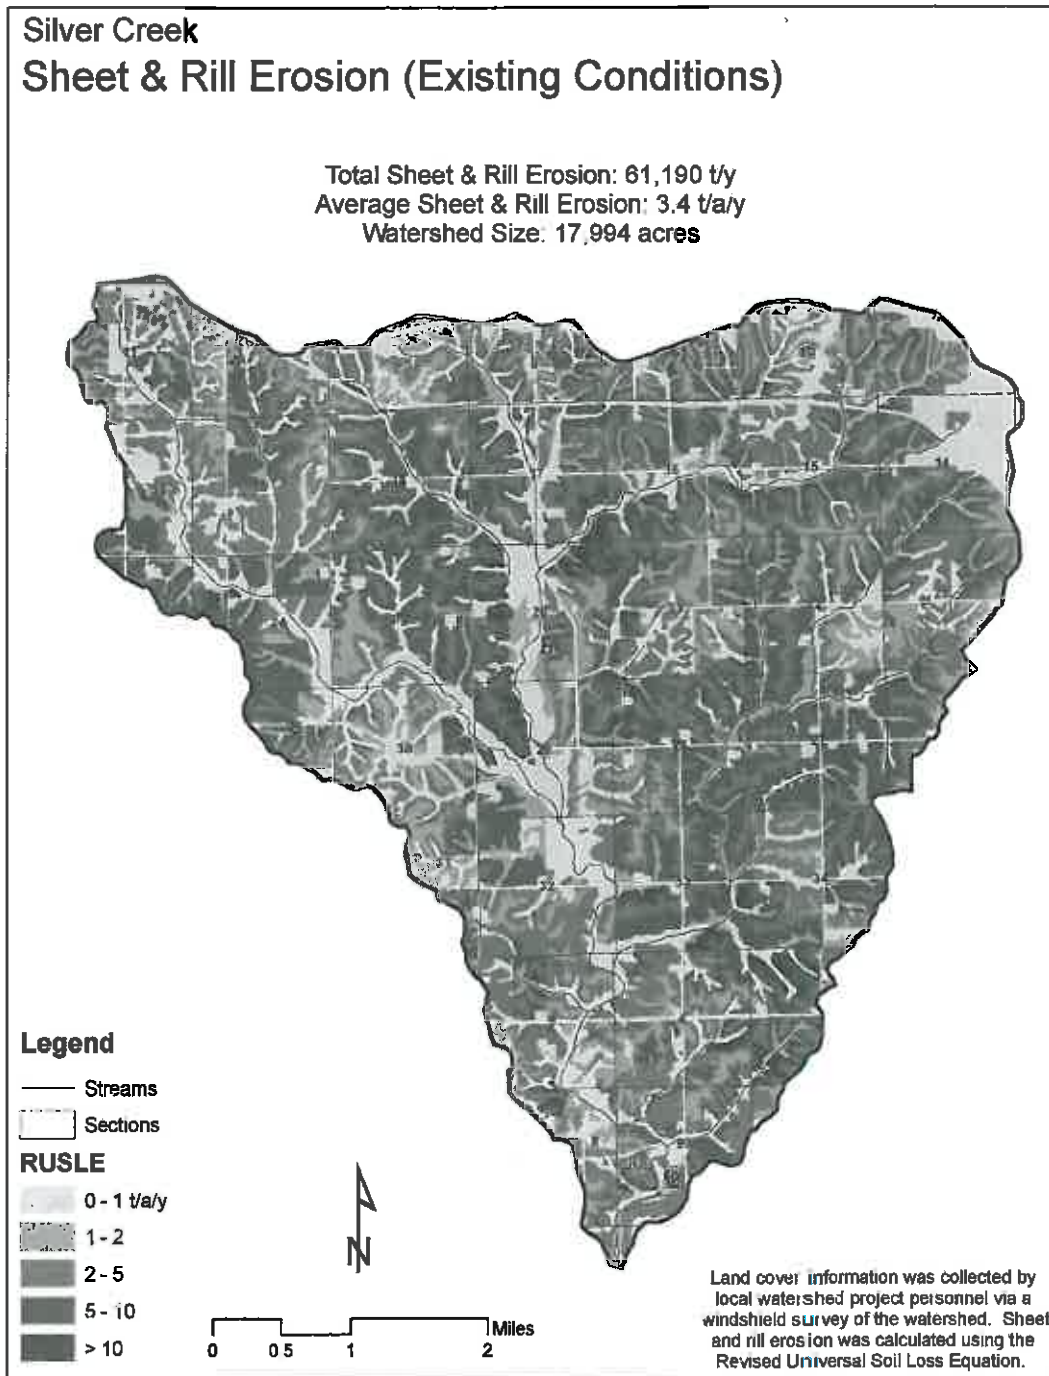 Silver Creek
Sheet & Rill Erosion (Existing Conditions)
Total Sheet & Rill Erosion: 61,190 t/y
Average Sheet & Rill Erosion: 3.4 t/a/y
Watershed Size: 17,994 acres
15
32
Legend
Streams
Sections
RUSLE
0 - 1 t/a/y
1 - 2
2 - 5
5 - 10
> 10
N
Miles
0 0.5 1 2
Land cover information was collected by
local watershed project personnel via a
windshield survey of the watershed. Sheet
and rill erosion was calculated using the
Revised Universal Soil Loss Equation.